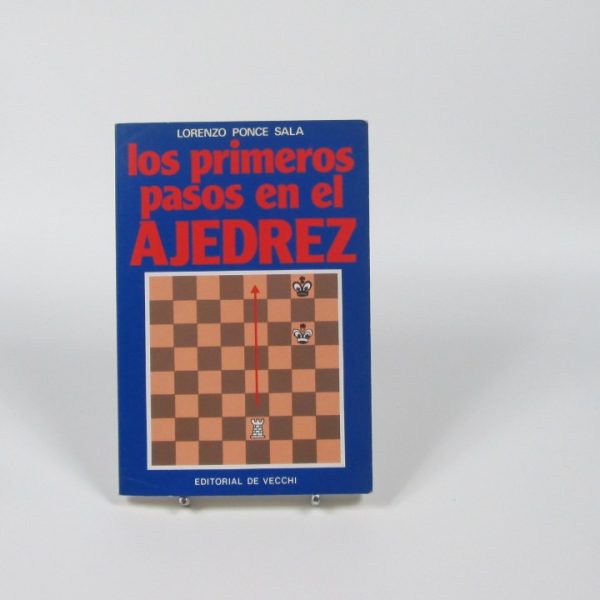 LORENZO PONCE SALA
los primeros
pasos en el
AJEDREZ
EDITORIAL DE VECCHI